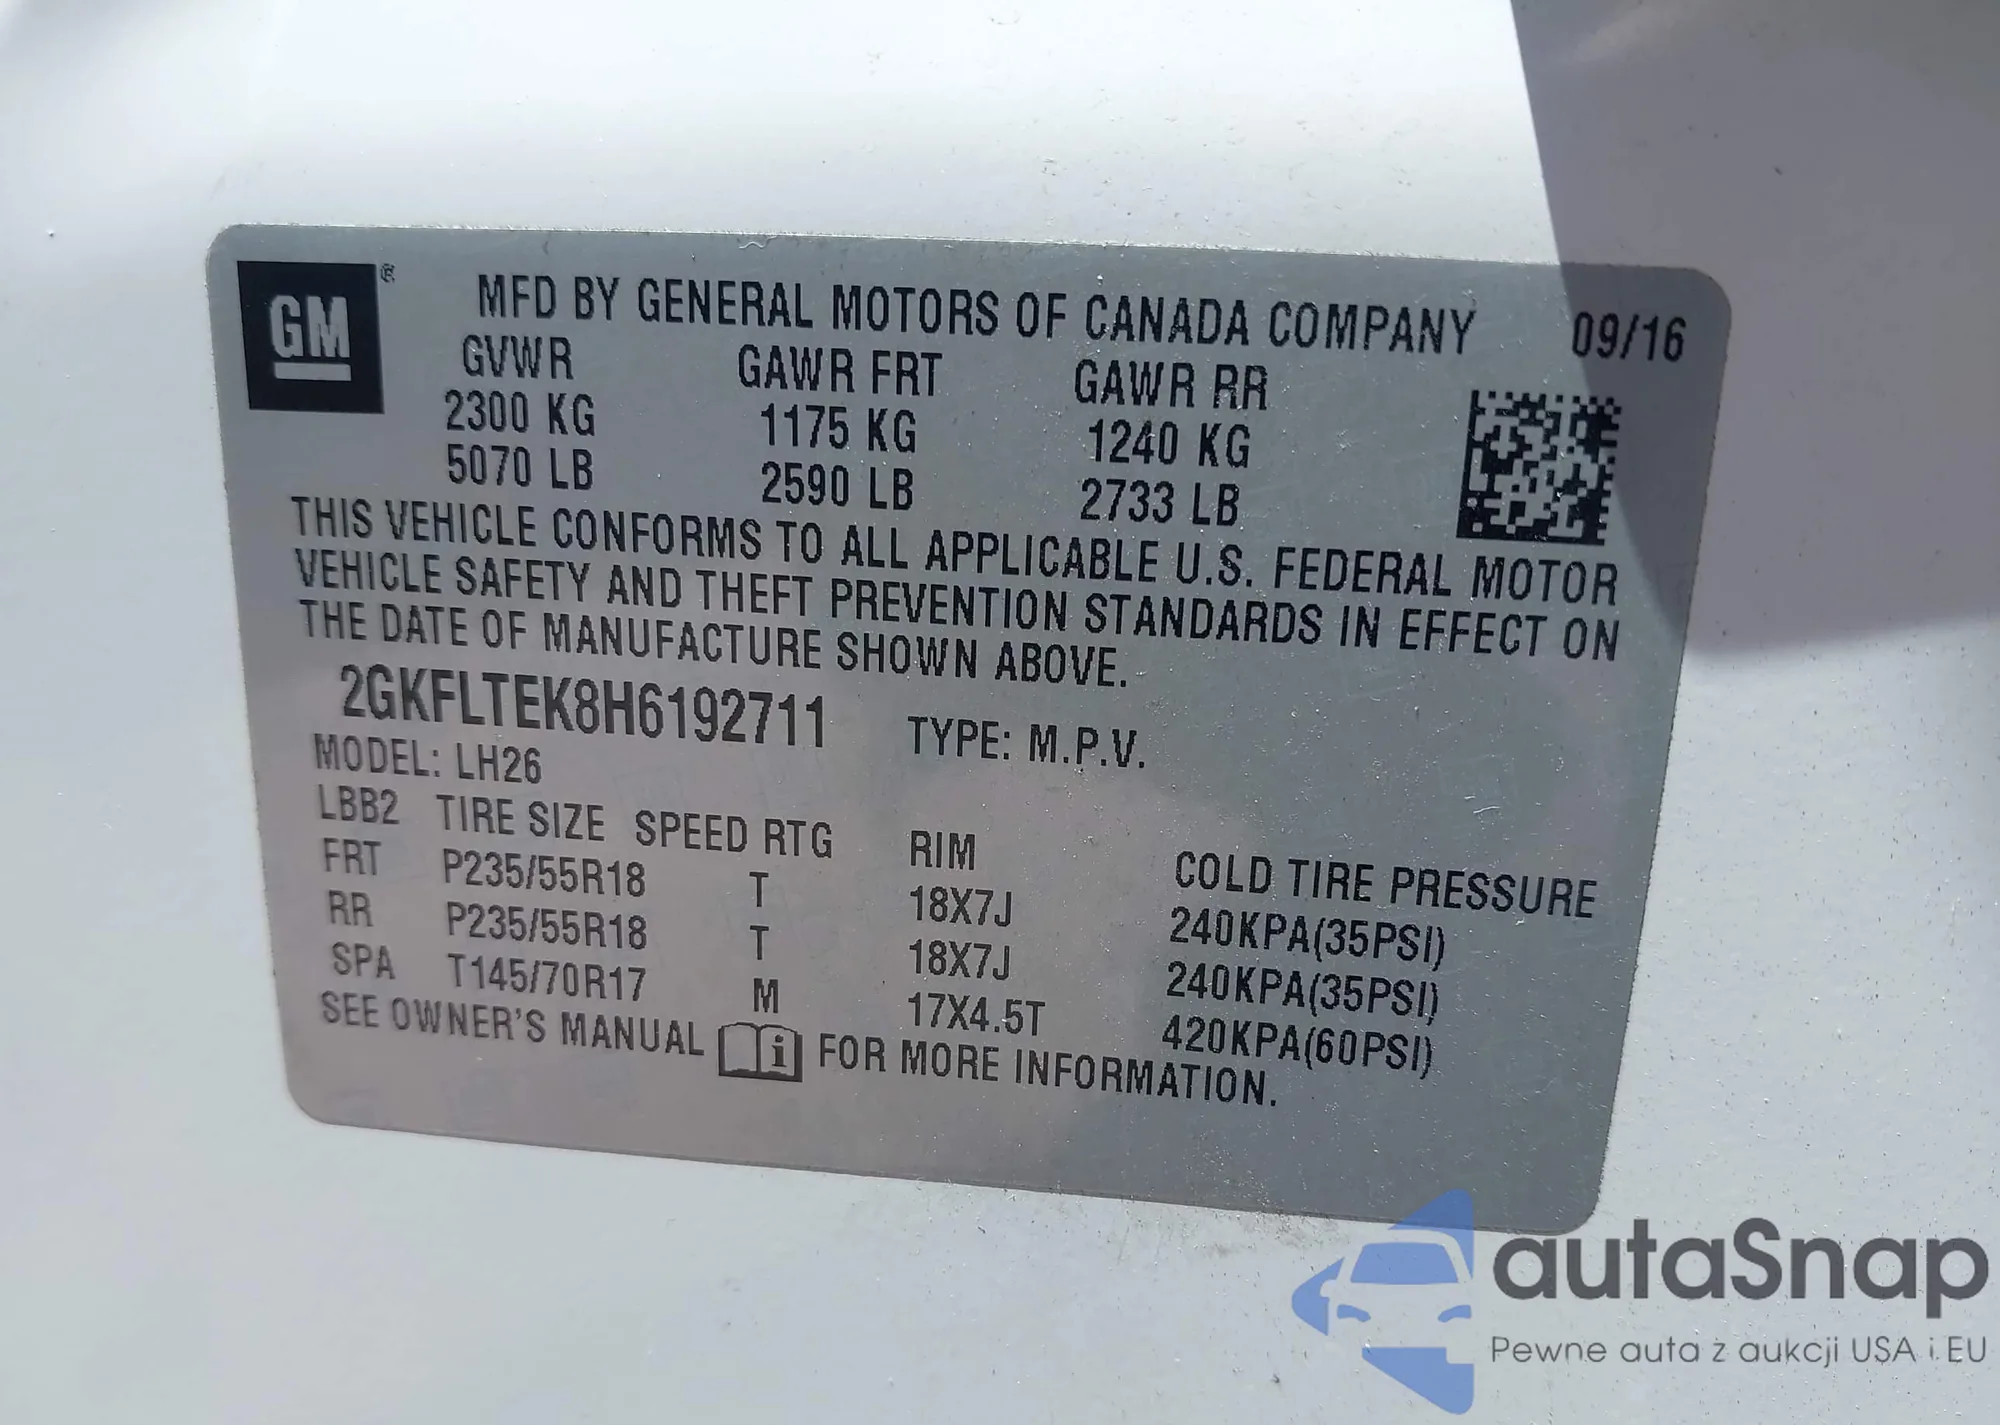 GM ® MFD BY GENERAL MOTORS OF CANADA COMPANY 09/16
GVWR GAWR FRT GAWR RR
2300 KG 1175 KG 1240 KG
5070 LB 2590 LB 2733 LB
THIS VEHICLE CONFORMS TO ALL APPLICABLE U.S. FEDERAL MOTOR
VEHICLE SAFETY AND THEFT PREVENTION STANDARDS IN EFFECT ON
THE DATE OF MANUFACTURE SHOWN ABOVE.
2GKFLTEK8H6192711 TYPE: M.P.V.
MODEL: LH26
LBB2 TIRE SIZE SPEED RTG RIM COLD TIRE PRESSURE
FRT P235/55R18 T 18X7J 240KPA(35PSI)
RR P235/55R18 T 18X7J 240KPA(35PSI)
SPA T145/70R17 M 17X4.5T 420KPA(60PSI)
SEE OWNER'S MANUAL i FOR MORE INFORMATION.
autaSnap
Pewne auta z aukcji USA i EU